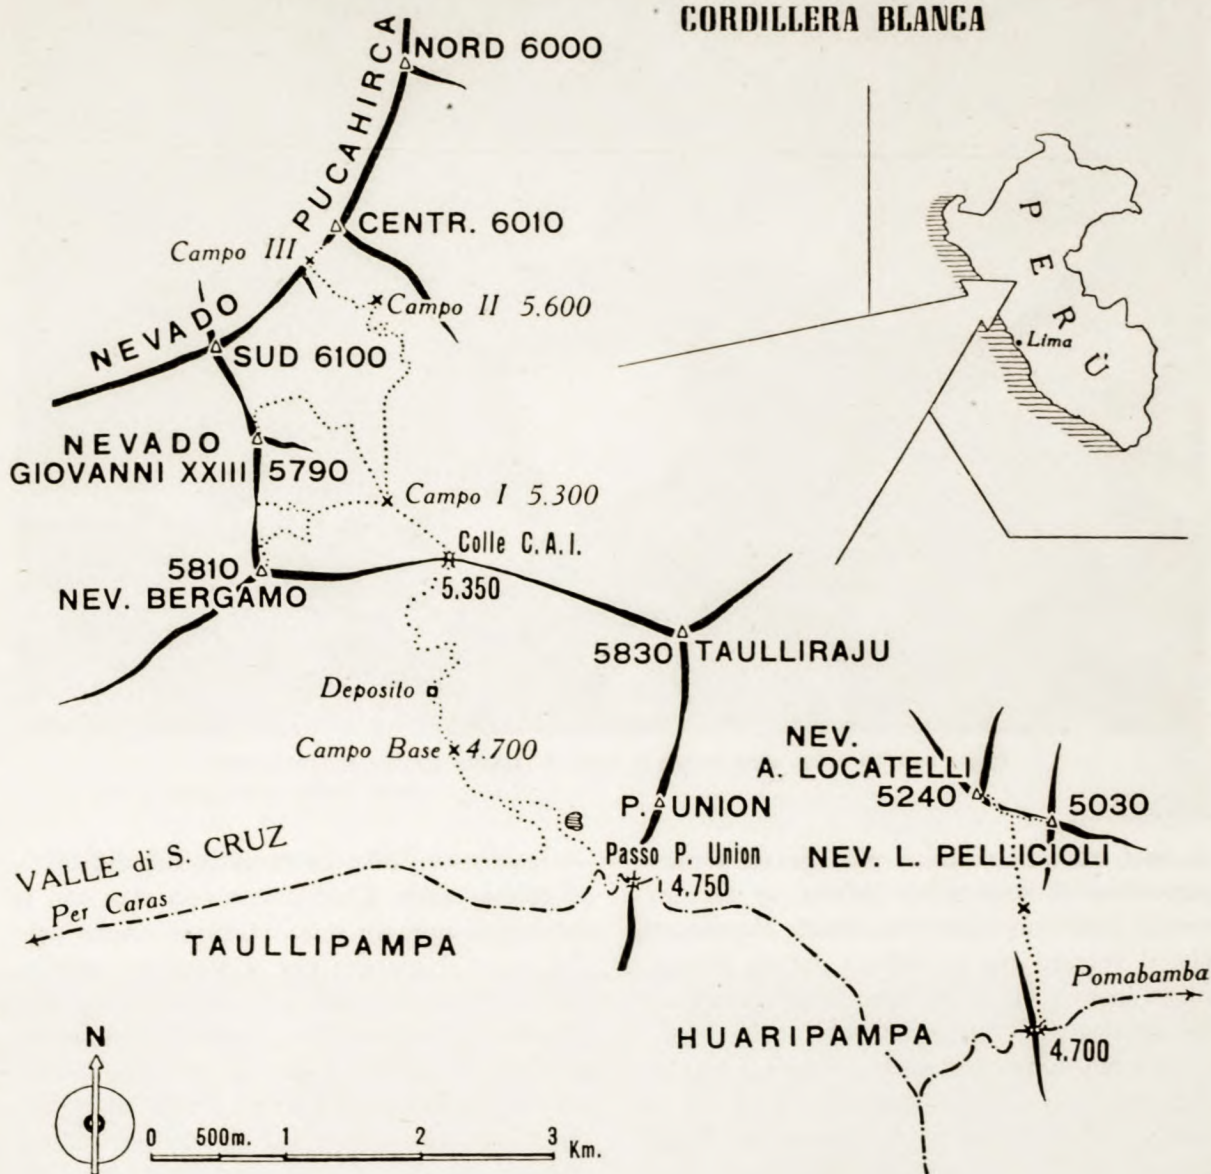 CORDILLERA BLANCA
NORD 6000
PUCAHIRCA
CENTR. 6010
Campo III
Campo II 5.600
NEVADO
SUD 6100
PERÜ
Lima
NEVADO
GIOVANNI XXIII 5790
Campo I 5.300
Colle C.A.I.
5.350
5810
NEV. BERGAMO
5830 TAULLIRAJU
Deposito
Campo Base 4.700
NEV.
A. LOCATELLI
5240
5030
P. UNION
NEV. L. PELLICIOLI
Passo P. Union
4.750
VALLE di S. CRUZ
Per Caras
TAULLIPAMPA
Pomabamba
HUARIPAMPA
4.700
N
0 500m. 1 2 3 Km.